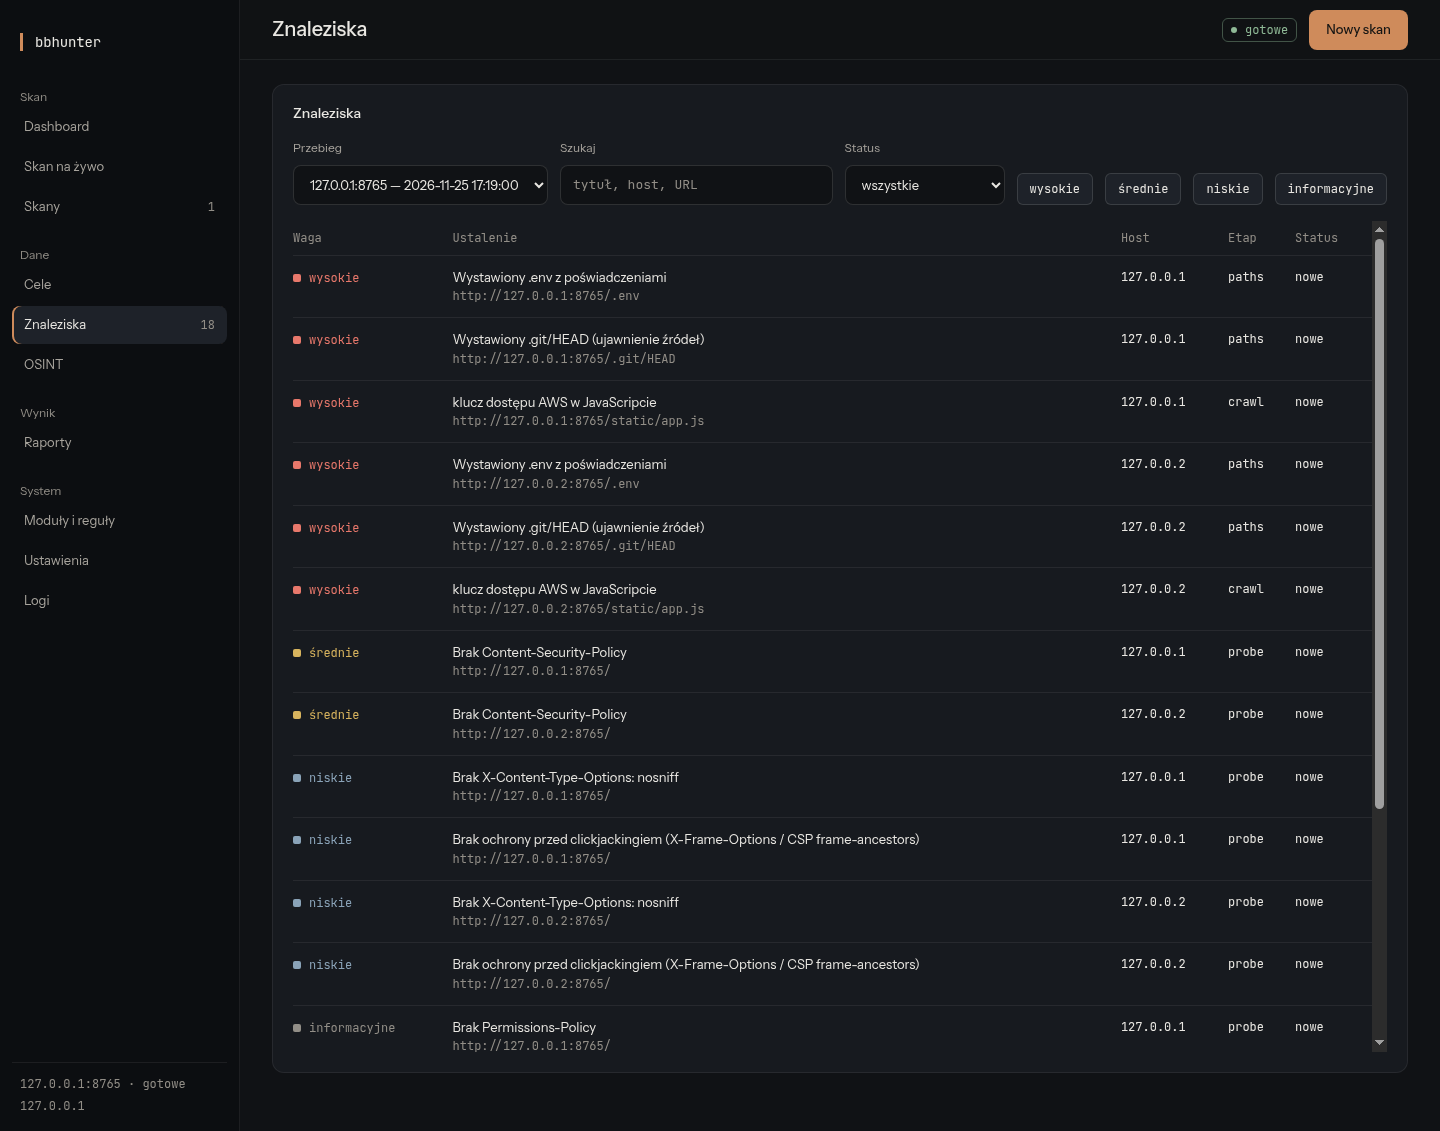 bbhunter
Skan
Dashboard
Skan na żywo
Skany 1
Dane
Cele
Znaleziska 18
OSINT
Wynik
Raporty
System
Moduły i reguły
Ustawienia
Logi
127.0.0.1:8765 · gotowe
127.0.0.1
Znaleziska
gotowe
Nowy skan
Znaleziska
Przebieg Szukaj Status
127.0.0.1:8765 — 2026-11-25 17:19:00 tytuł, host, URL wszystkie wysokie średnie niskie informacyjne
Waga Ustalenie Host Etap Status
wysokie Wystawiony .env z poświadczeniami 127.0.0.1 paths nowe
http://127.0.0.1:8765/.env
wysokie Wystawiony .git/HEAD (ujawnienie źródeł) 127.0.0.1 paths nowe
http://127.0.0.1:8765/.git/HEAD
wysokie klucz dostępu AWS w JavaScripcie 127.0.0.1 crawl nowe
http://127.0.0.1:8765/static/app.js
wysokie Wystawiony .env z poświadczeniami 127.0.0.2 paths nowe
http://127.0.0.2:8765/.env
wysokie Wystawiony .git/HEAD (ujawnienie źródeł) 127.0.0.2 paths nowe
http://127.0.0.2:8765/.git/HEAD
wysokie klucz dostępu AWS w JavaScripcie 127.0.0.2 crawl nowe
http://127.0.0.2:8765/static/app.js
średnie Brak Content-Security-Policy 127.0.0.1 probe nowe
http://127.0.0.1:8765/
średnie Brak Content-Security-Policy 127.0.0.2 probe nowe
http://127.0.0.2:8765/
niskie Brak X-Content-Type-Options: nosniff 127.0.0.1 probe nowe
http://127.0.0.1:8765/
niskie Brak ochrony przed clickjackingiem (X-Frame-Options / CSP frame-ancestors) 127.0.0.1 probe nowe
http://127.0.0.1:8765/
niskie Brak X-Content-Type-Options: nosniff 127.0.0.2 probe nowe
http://127.0.0.2:8765/
niskie Brak ochrony przed clickjackingiem (X-Frame-Options / CSP frame-ancestors) 127.0.0.2 probe nowe
http://127.0.0.2:8765/
informacyjne Brak Permissions-Policy 127.0.0.1 probe nowe
http://127.0.0.1:8765/